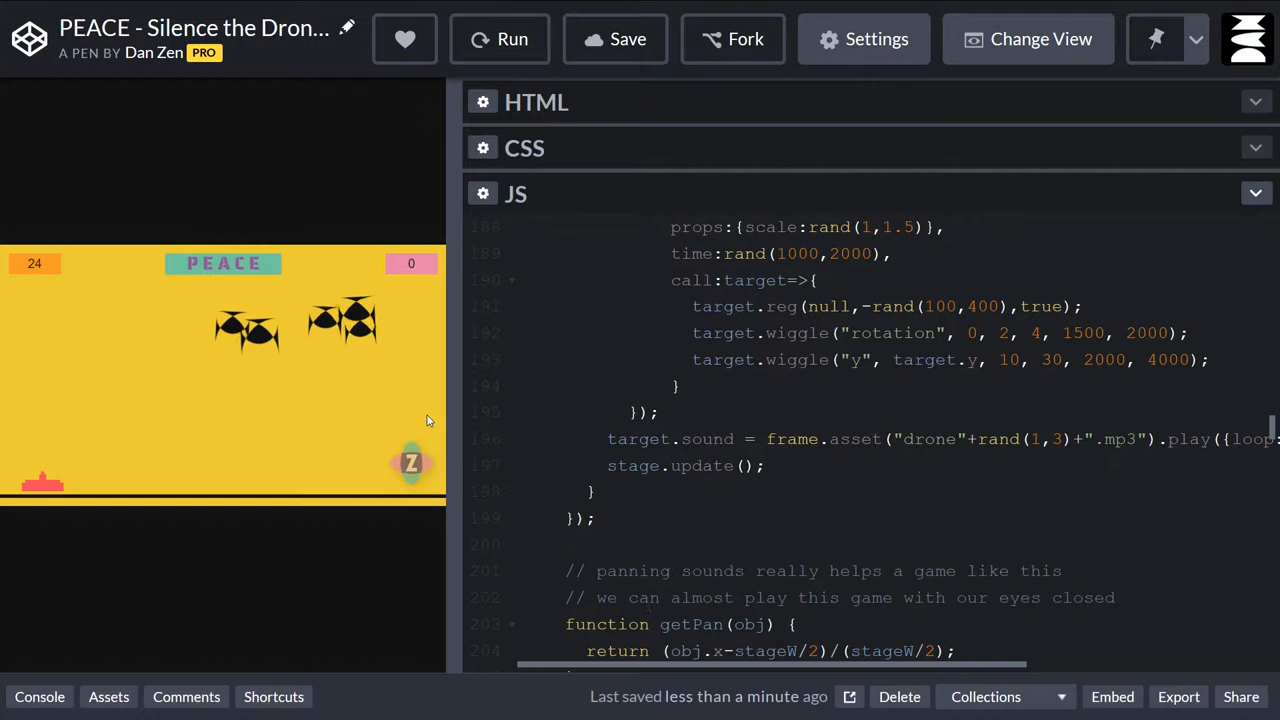 PEACE - Silence the Dron...
A PEN BY Dan Zen PRO
Run
Save
Fork
Settings
Change View
24
PEACE
0
Z
HTML
CSS
JS
188 props:{scale:rand(1,1.5)},
189 time:rand(1000,2000),
190 call:target=>{
191 target.reg(null,-rand(100,400),true);
192 target.wiggle("rotation", 0, 2, 4, 1500, 2000);
193 target.wiggle("y", target.y, 10, 30, 2000, 4000);
194 }
195 });
196 target.sound = frame.asset("drone"+rand(1,3)+".mp3").play({loop:
197 stage.update();
198 }
199 });
200
201 // panning sounds really helps a game like this
202 // we can almost play this game with our eyes closed
203 function getPan(obj) {
204 return (obj.x-stageW/2)/(stageW/2);
Console
Assets
Comments
Shortcuts
Last saved less than a minute ago
Delete
Collections
Embed
Export
Share